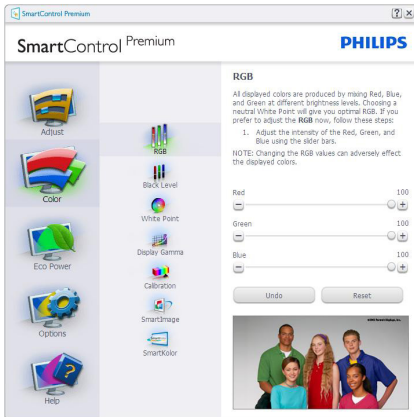 SmartControl Premium
SmartControl Premium
PHILIPS
Adjust
Color
Eco Power
Options
Help
RGB
Black Level
White Point
Display Gamma
Calibration
SmartImage
SmartKolor
RGB
All displayed colors are produced by mixing Red, Blue,
and Green at different brightness levels. Choosing a
neutral White Point will give you optimal RGB. If you
prefer to adjust the RGB now, follow these steps:
1. Adjust the intensity of the Red, Green, and
Blue using the slider bars.
NOTE: Changing the RGB values can adversely effect
the displayed colors.
Red 100
Green 100
Blue 100
Undo Reset